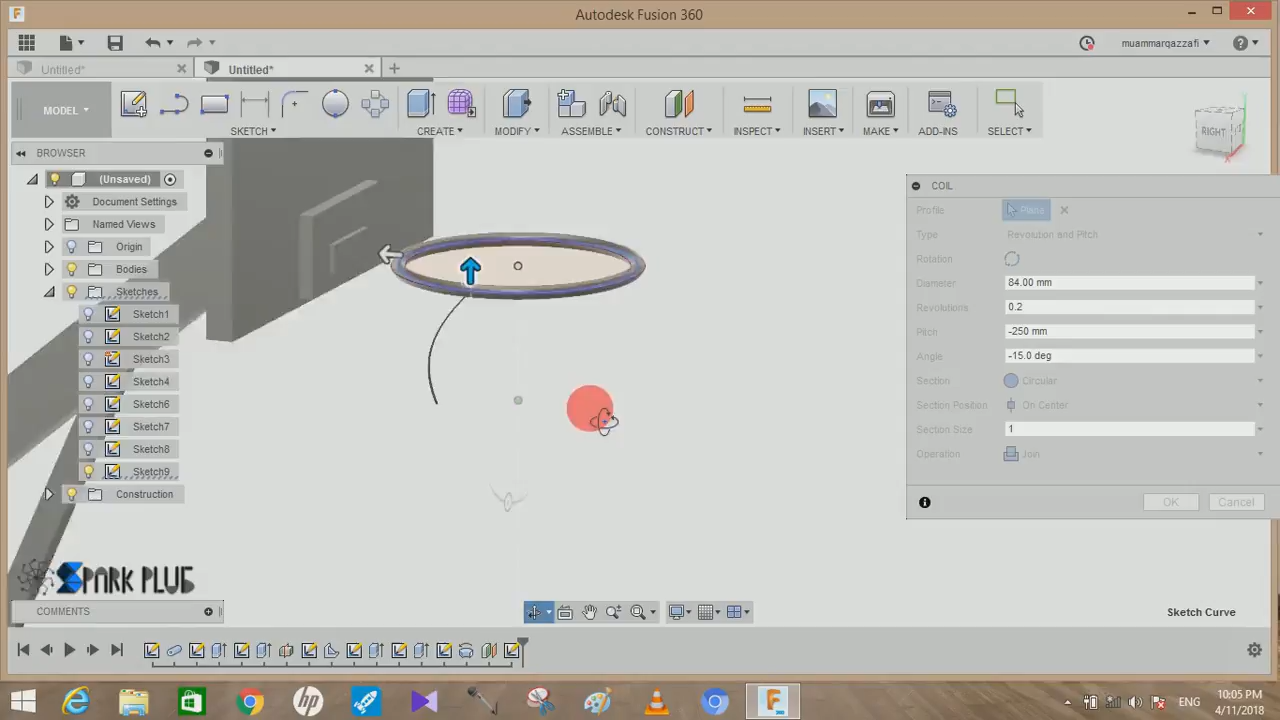 Autodesk Fusion 360
muammarqazzafi
Untitled*
Untitled*
MODEL
SKETCH
CREATE
MODIFY
ASSEMBLE
CONSTRUCT
INSPECT
INSERT
MAKE
ADD-INS
SELECT
RIGHT
BROWSER
(Unsaved)
Document Settings
Named Views
Origin
Bodies
Sketches
Sketch1
Sketch2
Sketch3
Sketch4
Sketch6
Sketch7
Sketch8
Sketch9
Construction
COIL
Profile Plane
Type Revolution and Pitch
Rotation
Diameter 84.00 mm
Revolutions 0.2
Pitch -250 mm
Angle -15.0 deg
Section Circular
Section Position On Center
Section Size 1
Operation Join
OK Cancel
SPARK PLUG
COMMENTS
Sketch Curve
hp
ENG
10:05 PM
4/11/2018